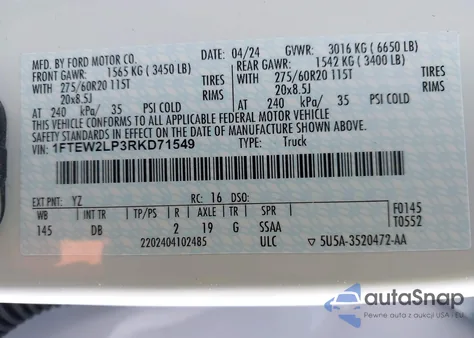 MFD. BY FORD MOTOR CO.
DATE: 04/24 GVWR: 3016 KG ( 6650 LB)
FRONT GAWR: 1565 KG ( 3450 LB) REAR GAWR: 1542 KG ( 3400 LB)
WITH 275/60R20 115T TIRES WITH 275/60R20 115T TIRES
20x8.5J RIMS 20x8.5J RIMS
AT 240 kPa/ 35 PSI COLD AT 240 kPa/ 35 PSI COLD
THIS VEHICLE CONFORMS TO ALL APPLICABLE FEDERAL MOTOR VEHICLE
SAFETY STANDARDS IN EFFECT ON THE DATE OF MANUFACTURE SHOWN ABOVE.
VIN: 1FTEW2LP3RKD71549 TYPE: Truck
EXT PNT: YZ RC: 16 DSO: F0145
WB INT TR TP/PS R AXLE TR SPR T0552
145 DB 2 19 G SSAA
2202404102485 ULC 5U5A-3520472-AA
autoSnap
Pewne auta z aukcji USA - EU